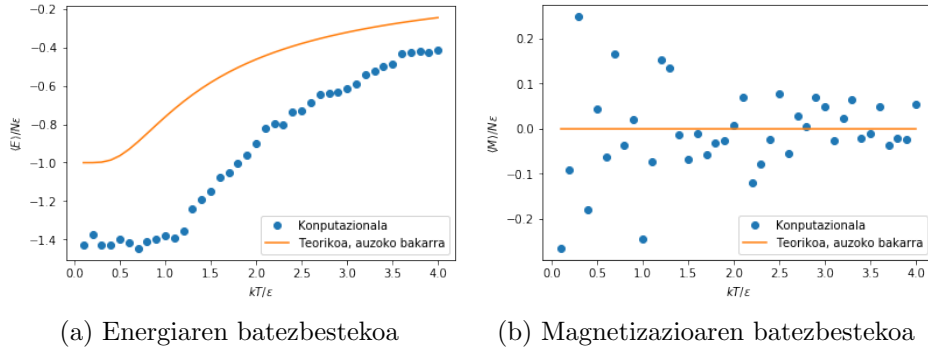 ⟨E⟩/Nε
−0.4
−0.6
−0.8
−1.0
−1.2
−1.4
0.0 0.5 1.0 1.5 2.0 2.5 3.0 3.5 4.0
kT/ε
Konputazionala
Teorikoa, auzoko bakarra
(a) Energiaren batezbestekoa
⟨M⟩/Nε
0.2
0.1
0.0
−0.1
−0.2
0.0 0.5 1.0 1.5 2.0 2.5 3.0 3.5 4.0
kT/ε
Konputazionala
Teorikoa, auzoko bakarra
(b) Magnetizazioaren batezbestekoa